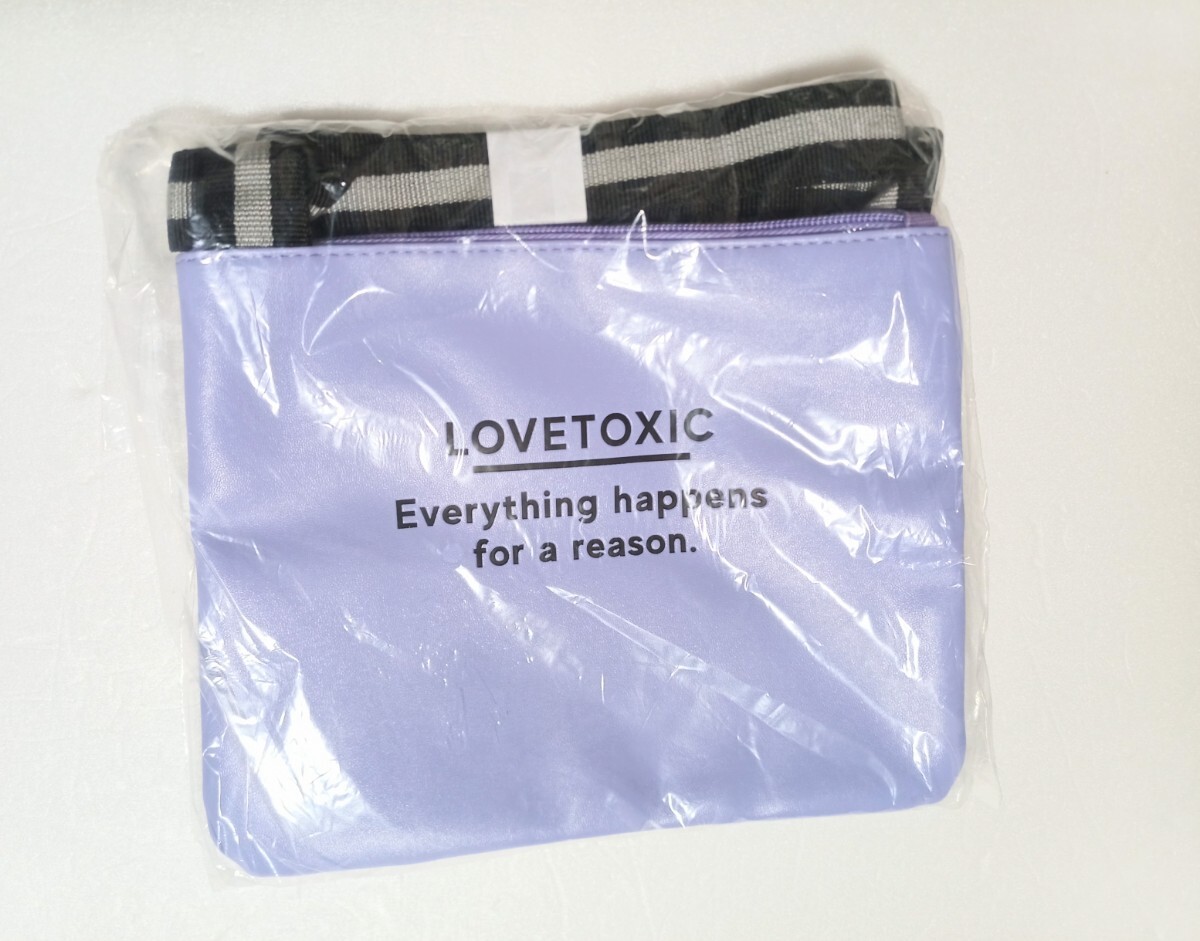 LOVETOXIC
Everything happens
for a reason.